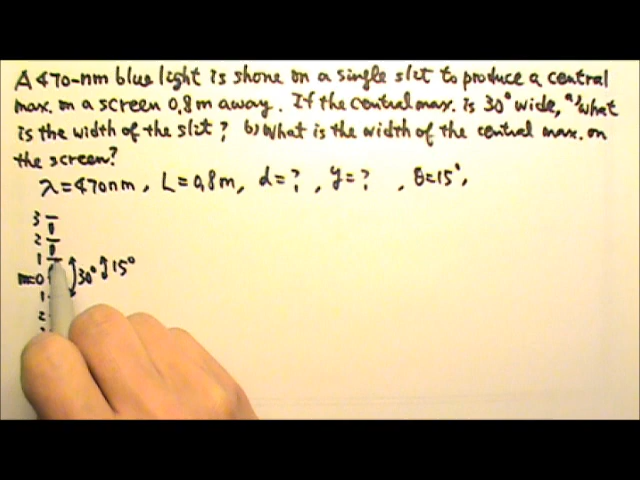 A 470-nm blue light is shone on a single slit to produce a central
max. on a screen 0.8m away. If the central max. is 30° wide, a) what
is the width of the slit? b) What is the width of the central max. on
the screen?
λ=470nm, L=0.8m, d=?, y=?, θ=15°,
3
2
1
m=0 30° 15°
1
2